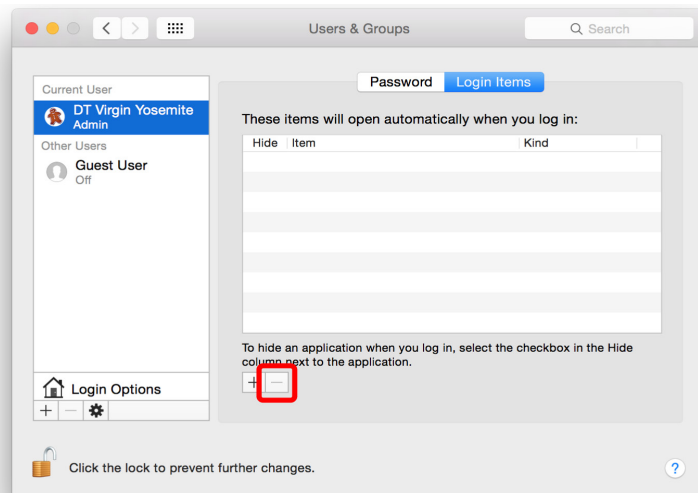 Users & Groups
Search
Password
Login Items
Current User
DT Virgin Yosemite
Admin
Other Users
Guest User
Off
Login Options
These items will open automatically when you log in:
Hide Item Kind
To hide an application when you log in, select the checkbox in the Hide
column next to the application.
+ −
+ −
Click the lock to prevent further changes.
?